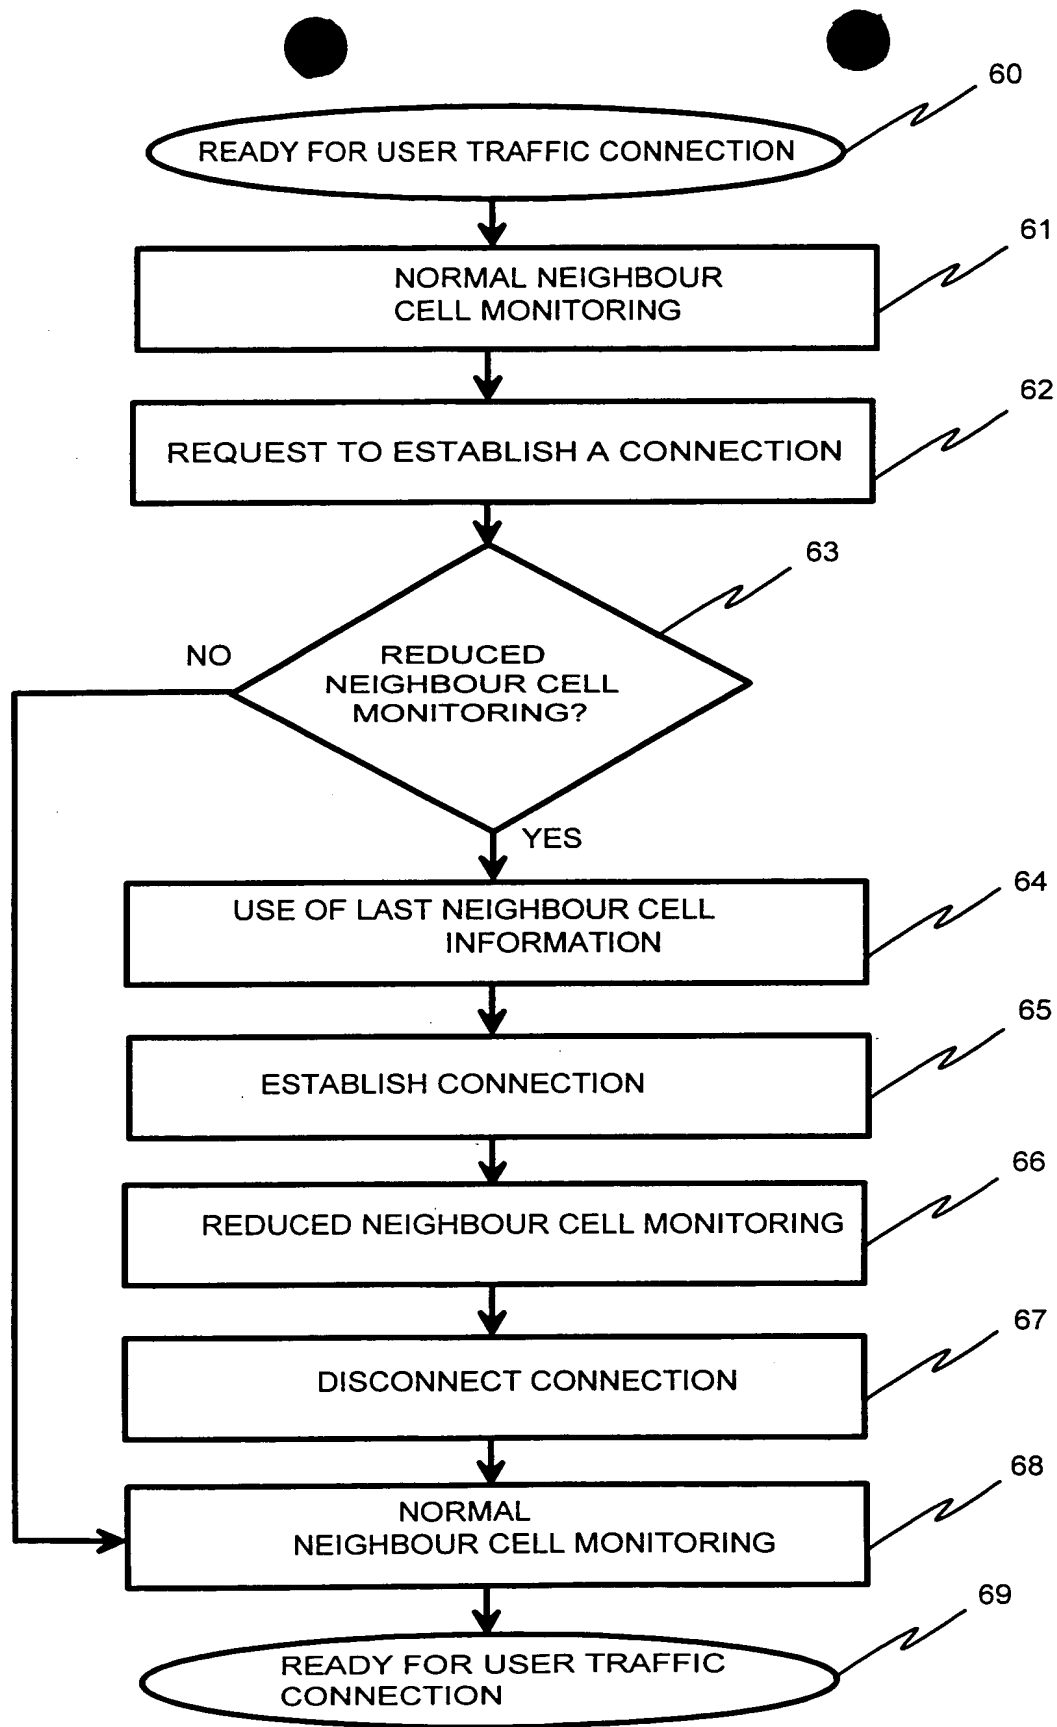 60
READY FOR USER TRAFFIC CONNECTION
61
NORMAL NEIGHBOUR
CELL MONITORING
62
REQUEST TO ESTABLISH A CONNECTION
63
NO
REDUCED
NEIGHBOUR CELL
MONITORING?
YES
64
USE OF LAST NEIGHBOUR CELL
INFORMATION
65
ESTABLISH CONNECTION
66
REDUCED NEIGHBOUR CELL MONITORING
67
DISCONNECT CONNECTION
68
NORMAL
NEIGHBOUR CELL MONITORING
69
READY FOR USER TRAFFIC
CONNECTION